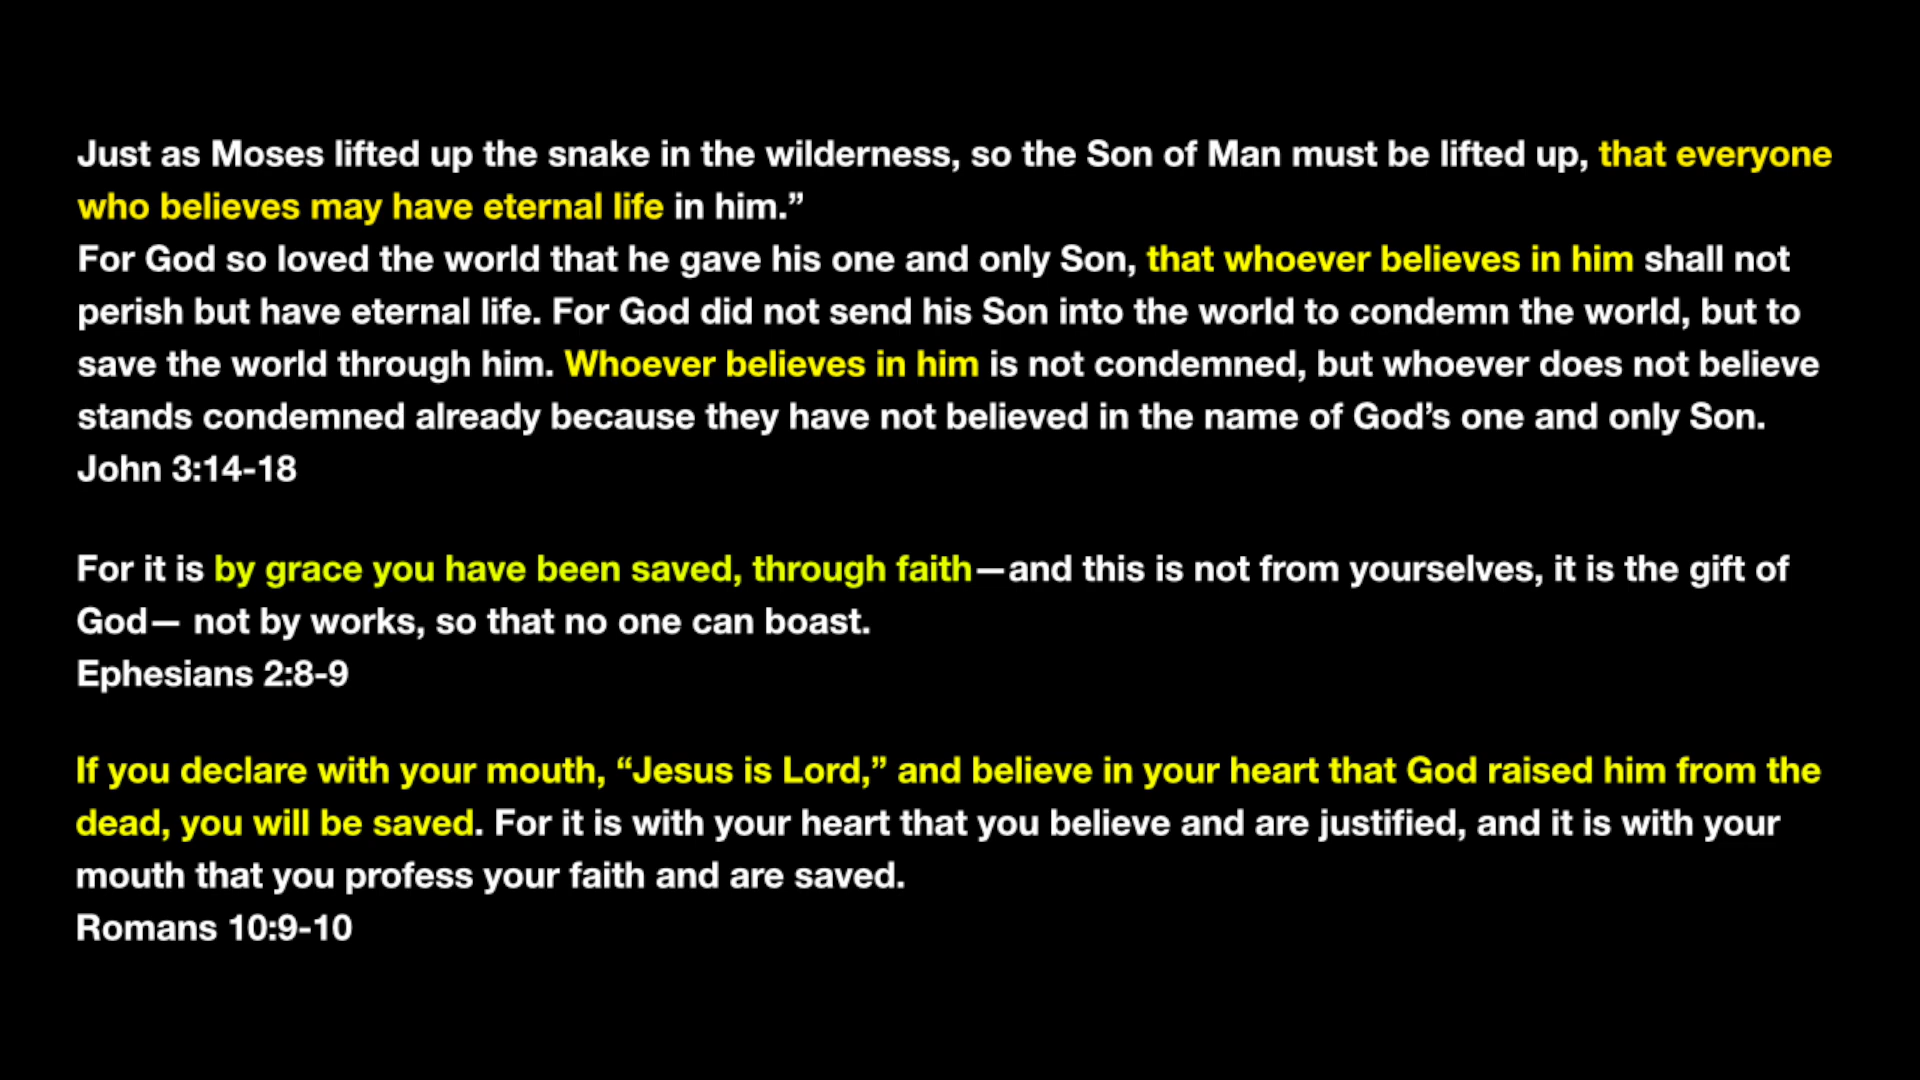 Just as Moses lifted up the snake in the wilderness, so the Son of Man must be lifted up, that everyone
who believes may have eternal life in him.”
For God so loved the world that he gave his one and only Son, that whoever believes in him shall not
perish but have eternal life. For God did not send his Son into the world to condemn the world, but to
save the world through him. Whoever believes in him is not condemned, but whoever does not believe
stands condemned already because they have not believed in the name of God’s one and only Son.
John 3:14-18
For it is by grace you have been saved, through faith—and this is not from yourselves, it is the gift of
God— not by works, so that no one can boast.
Ephesians 2:8-9
If you declare with your mouth, “Jesus is Lord,” and believe in your heart that God raised him from the
dead, you will be saved. For it is with your heart that you believe and are justified, and it is with your
mouth that you profess your faith and are saved.
Romans 10:9-10